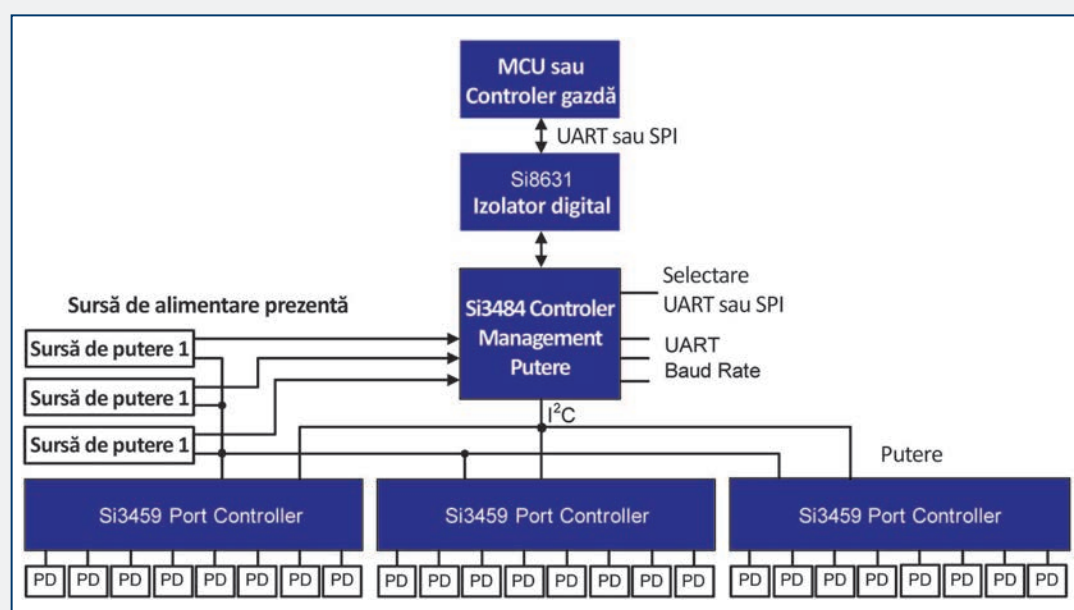 MCU sau
Controler gazdă
UART sau SPI
Si8631
Izolator digital
Selectare
UART sau SPI
Si3484 Controler
Management
Putere
UART
Baud Rate
Sursă de alimentare prezentă
Sursă de putere 1
Sursă de putere 1
Sursă de putere 1
I²C
Putere
Si3459 Port Controller
Si3459 Port Controller
Si3459 Port Controller
PD PD PD PD PD PD PD PD
PD PD PD PD PD PD PD PD
PD PD PD PD PD PD PD PD